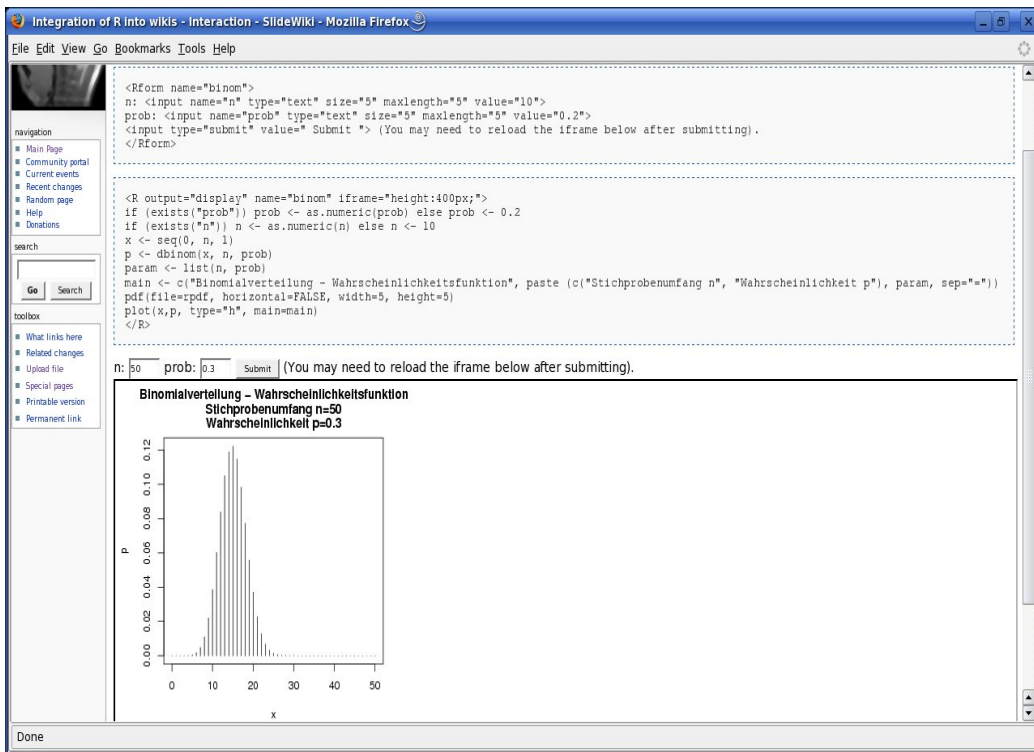 Integration of R into wikis - Interaction - SlideWiki - Mozilla Firefox
File Edit View Go Bookmarks Tools Help
navigation
Main Page
Community portal
Current events
Recent changes
Random page
Help
Donations
search
Go Search
toolbox
What links here
Related changes
Upload file
Special pages
Printable version
Permanent link
<Rform name="binom">
n: <input name="n" type="text" size="5" maxlength="5" value="10">
prob: <input name="prob" type="text" size="5" maxlength="5" value="0.2">
<input type="submit" value=" Submit "> (You may need to reload the iframe below after submitting).
</Rform>
<R output="display" name="binom" iframe="height:400px;">
if (exists("prob")) prob <- as.numeric(prob) else prob <- 0.2
if (exists("n")) n <- as.numeric(n) else n <- 10
x <- seq(0, n, 1)
p <- dbinom(x, n, prob)
param <- list(n, prob)
main <- c("Binomialverteilung - Wahrscheinlichkeitsfunktion", paste (c("Stichprobenumfang n", "Wahrscheinlichkeit p"), param, sep="="))
pdf(file=rpdf, horizontal=FALSE, width=5, height=5)
plot(x,p, type="h", main=main)
</R>
n: 50 prob: 0.3 Submit (You may need to reload the iframe below after submitting).
Binomialverteilung – Wahrscheinlichkeitsfunktion
Stichprobenumfang n=50
Wahrscheinlichkeit p=0.3
0.12
0.10
0.08
0.06
0.04
0.02
0.00
p
0 10 20 30 40 50
x
Done